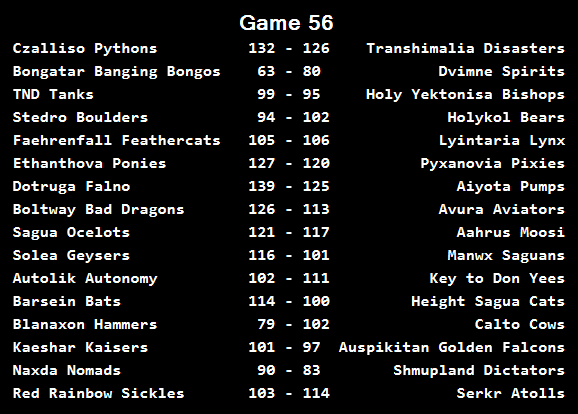 Game 56
Czalliso Pythons 132 - 126 Transhimalia Disasters
Bongatar Banging Bongos 63 - 80 Dvimne Spirits
TND Tanks 99 - 95 Holy Yektonisa Bishops
Stedro Boulders 94 - 102 Holykol Bears
Faehrenfall Feathercats 105 - 106 Lyintaria Lynx
Ethanthova Ponies 127 - 120 Pyxanovia Pixies
Dotruga Falno 139 - 125 Aiyota Pumps
Boltway Bad Dragons 126 - 113 Avura Aviators
Sagua Ocelots 121 - 117 Aahrus Moosi
Solea Geysers 116 - 101 Manwx Saguans
Autolik Autonomy 102 - 111 Key to Don Yees
Barsein Bats 114 - 100 Height Sagua Cats
Blanaxon Hammers 79 - 102 Calto Cows
Kaeshar Kaisers 101 - 97 Auspikitan Golden Falcons
Naxda Nomads 90 - 83 Shmupland Dictators
Red Rainbow Sickles 103 - 114 Serkr Atolls